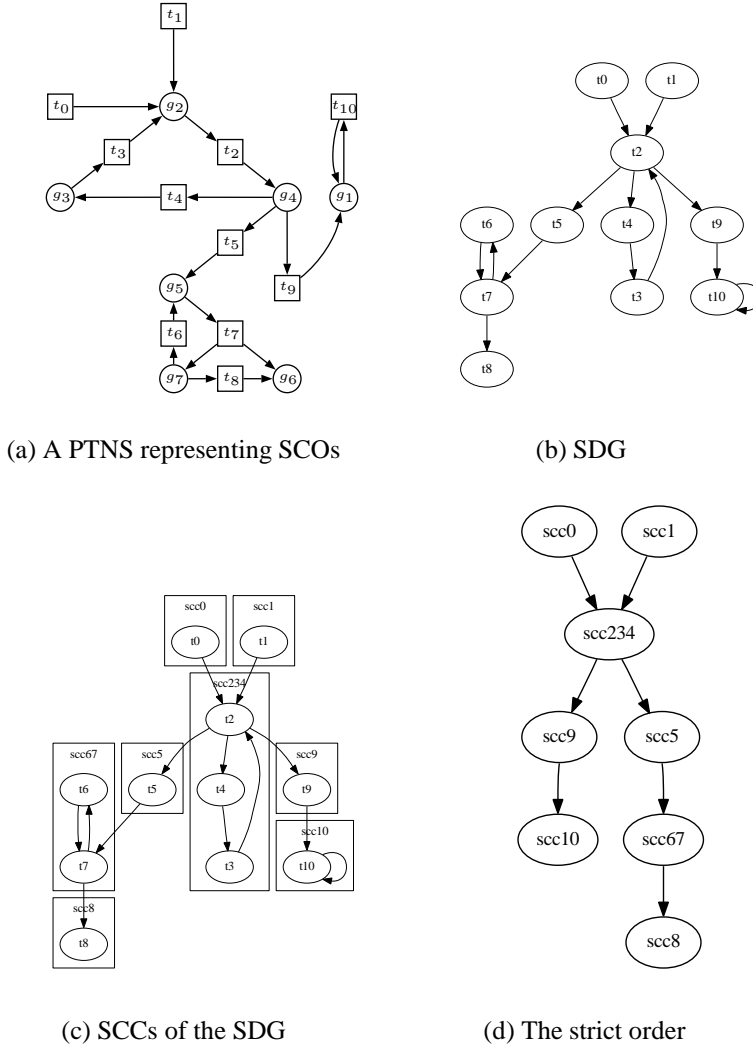 t₁
t₀
g₂
t₁₀
t₃
t₂
g₃
t₄
g₄
g₁
t₅
g₅
t₉
t₆
t₇
g₇
t₈
g₆
(a) A PTNS representing SCOs
t0
t1
t2
t6
t5
t4
t9
t7
t3
t10
t8
(b) SDG
scc0
scc1
t0
t1
scc234
t2
scc67
scc5
scc9
t6
t5
t4
t9
scc10
t7
t3
t10
scc8
t8
(c) SCCs of the SDG
scc0
scc1
scc234
scc9
scc5
scc10
scc67
scc8
(d) The strict order